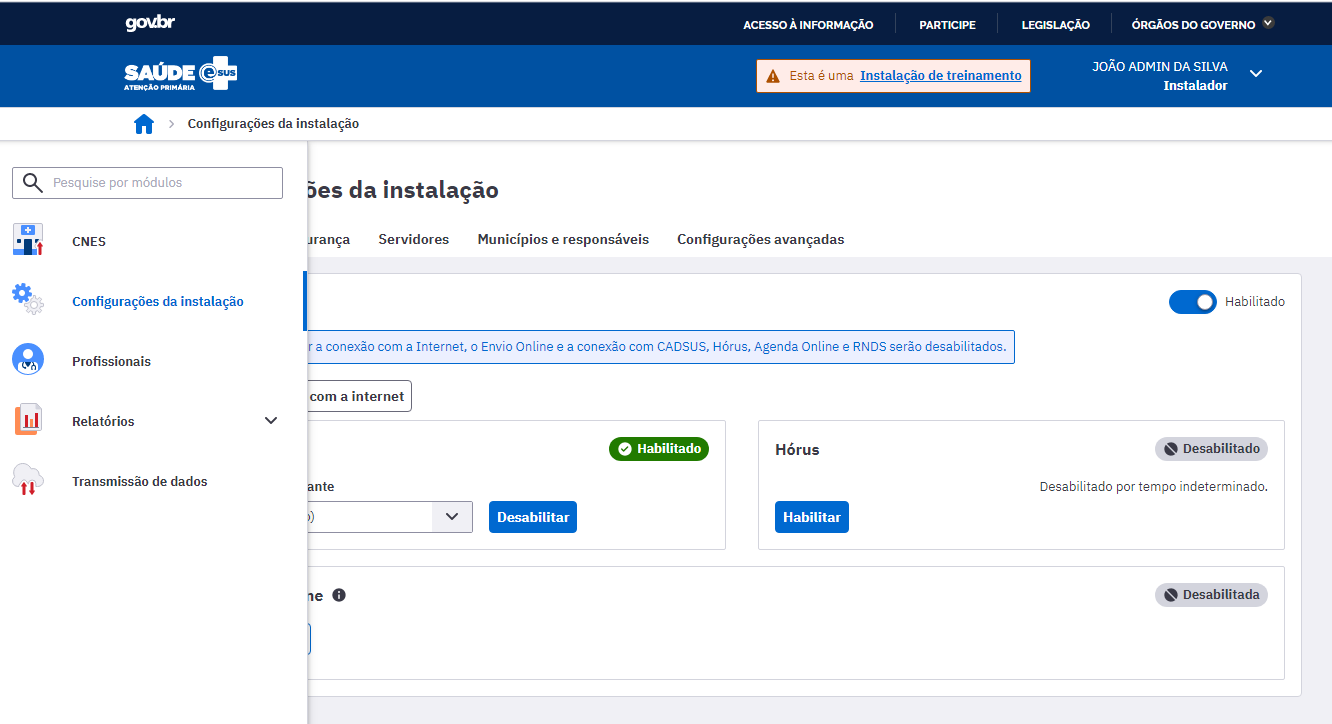 gov.br
ACESSO À INFORMAÇÃO
PARTICIPE
LEGISLAÇÃO
ÓRGÃOS DO GOVERNO
SAÚDE
e SUS
ATENÇÃO PRIMÁRIA
Esta é uma Instalação de treinamento
JOÃO ADMIN DA SILVA
Instalador
Configurações da instalação
Pesquise por módulos
CNES
Configurações da instalação
Profissionais
Relatórios
Transmissão de dados
ões da instalação
urança
Servidores
Municípios e responsáveis
Configurações avançadas
Habilitado
r a conexão com a Internet, o Envio Online e a conexão com CADSUS, Hórus, Agenda Online e RNDS serão desabilitados.
com a internet
Habilitado
ante
Desabilitar
Hórus
Desabilitado
Desabilitado por tempo indeterminado.
Habilitar
ne
Desabilitada